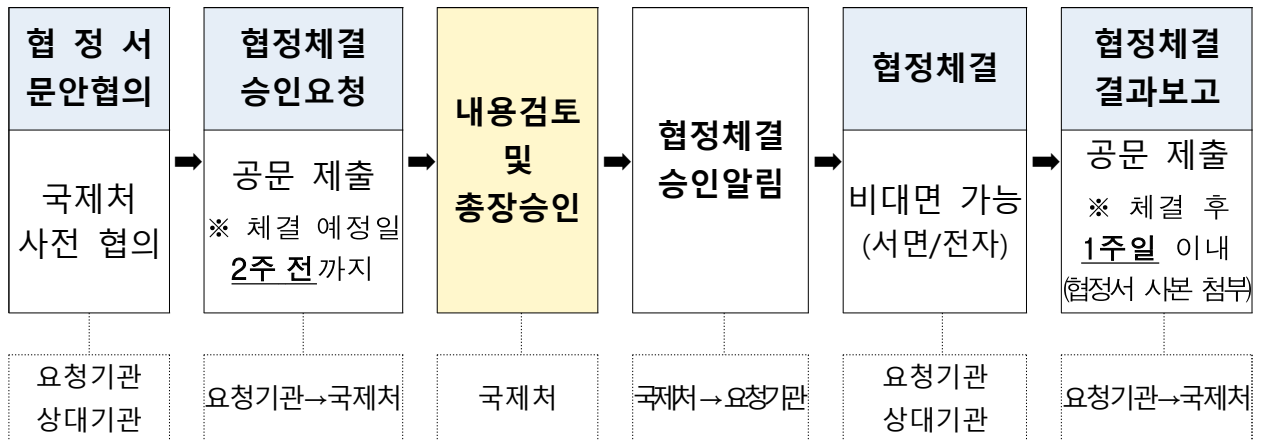 협 정 서
문안협의
국제처
사전 협의
➡
협정체결
승인요청
공문 제출
※ 체결 예정일
2주 전까지
➡
내용검토
및
총장승인
➡
협정체결
승인알림
➡
협정체결
비대면 가능
(서면/전자)
➡
협정체결
결과보고
공문 제출
※ 체결 후
1주일 이내
(협정서 사본 첨부)
요청기관
상대기관
요청기관→국제처
국제처
국제처→요청기관
요청기관
상대기관
요청기관→국제처